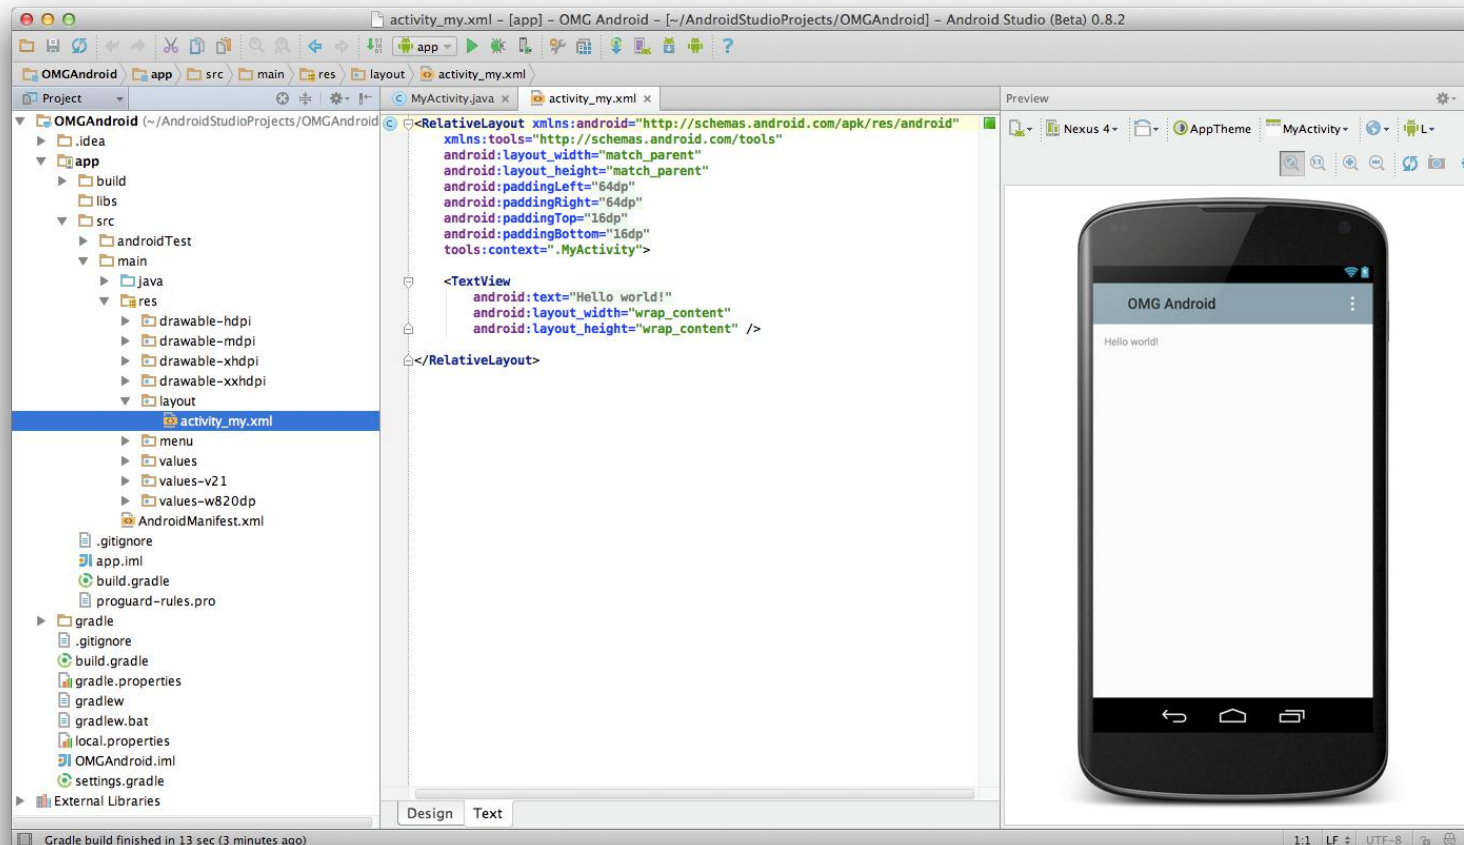 activity_my.xml – [app] – OMG Android – [~/AndroidStudioProjects/OMGAndroid] – Android Studio (Beta) 0.8.2
app
?
OMGAndroid app src main res layout activity_my.xml
Project
MyActivity.java × activity_my.xml ×
Preview
OMGAndroid (~/AndroidStudioProjects/OMGAndroid
.idea
app
build
libs
src
androidTest
main
java
res
drawable-hdpi
drawable-mdpi
drawable-xhdpi
drawable-xxhdpi
layout
activity_my.xml
menu
values
values-v21
values-w820dp
AndroidManifest.xml
.gitignore
app.iml
build.gradle
proguard-rules.pro
gradle
.gitignore
build.gradle
gradle.properties
gradlew
gradlew.bat
local.properties
OMGAndroid.iml
settings.gradle
External Libraries
<RelativeLayout xmlns:android="http://schemas.android.com/apk/res/android"
xmlns:tools="http://schemas.android.com/tools"
android:layout_width="match_parent"
android:layout_height="match_parent"
android:paddingLeft="64dp"
android:paddingRight="64dp"
android:paddingTop="16dp"
android:paddingBottom="16dp"
tools:context=".MyActivity">
<TextView
android:text="Hello world!"
android:layout_width="wrap_content"
android:layout_height="wrap_content" />
</RelativeLayout>
Design Text
Nexus 4 AppTheme MyActivity L
OMG Android
Hello world!
Gradle build finished in 13 sec (3 minutes ago)
1:1 LF UTF-8